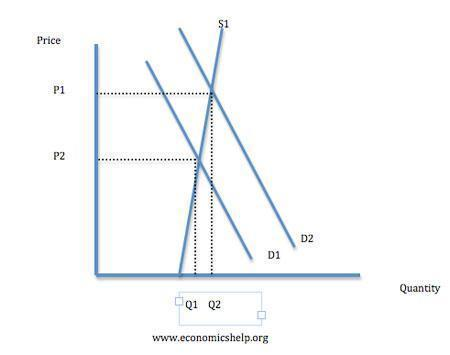 S1
Price
P1
P2
D2
D1
Quantity
Q1 Q2
www.economicshelp.org